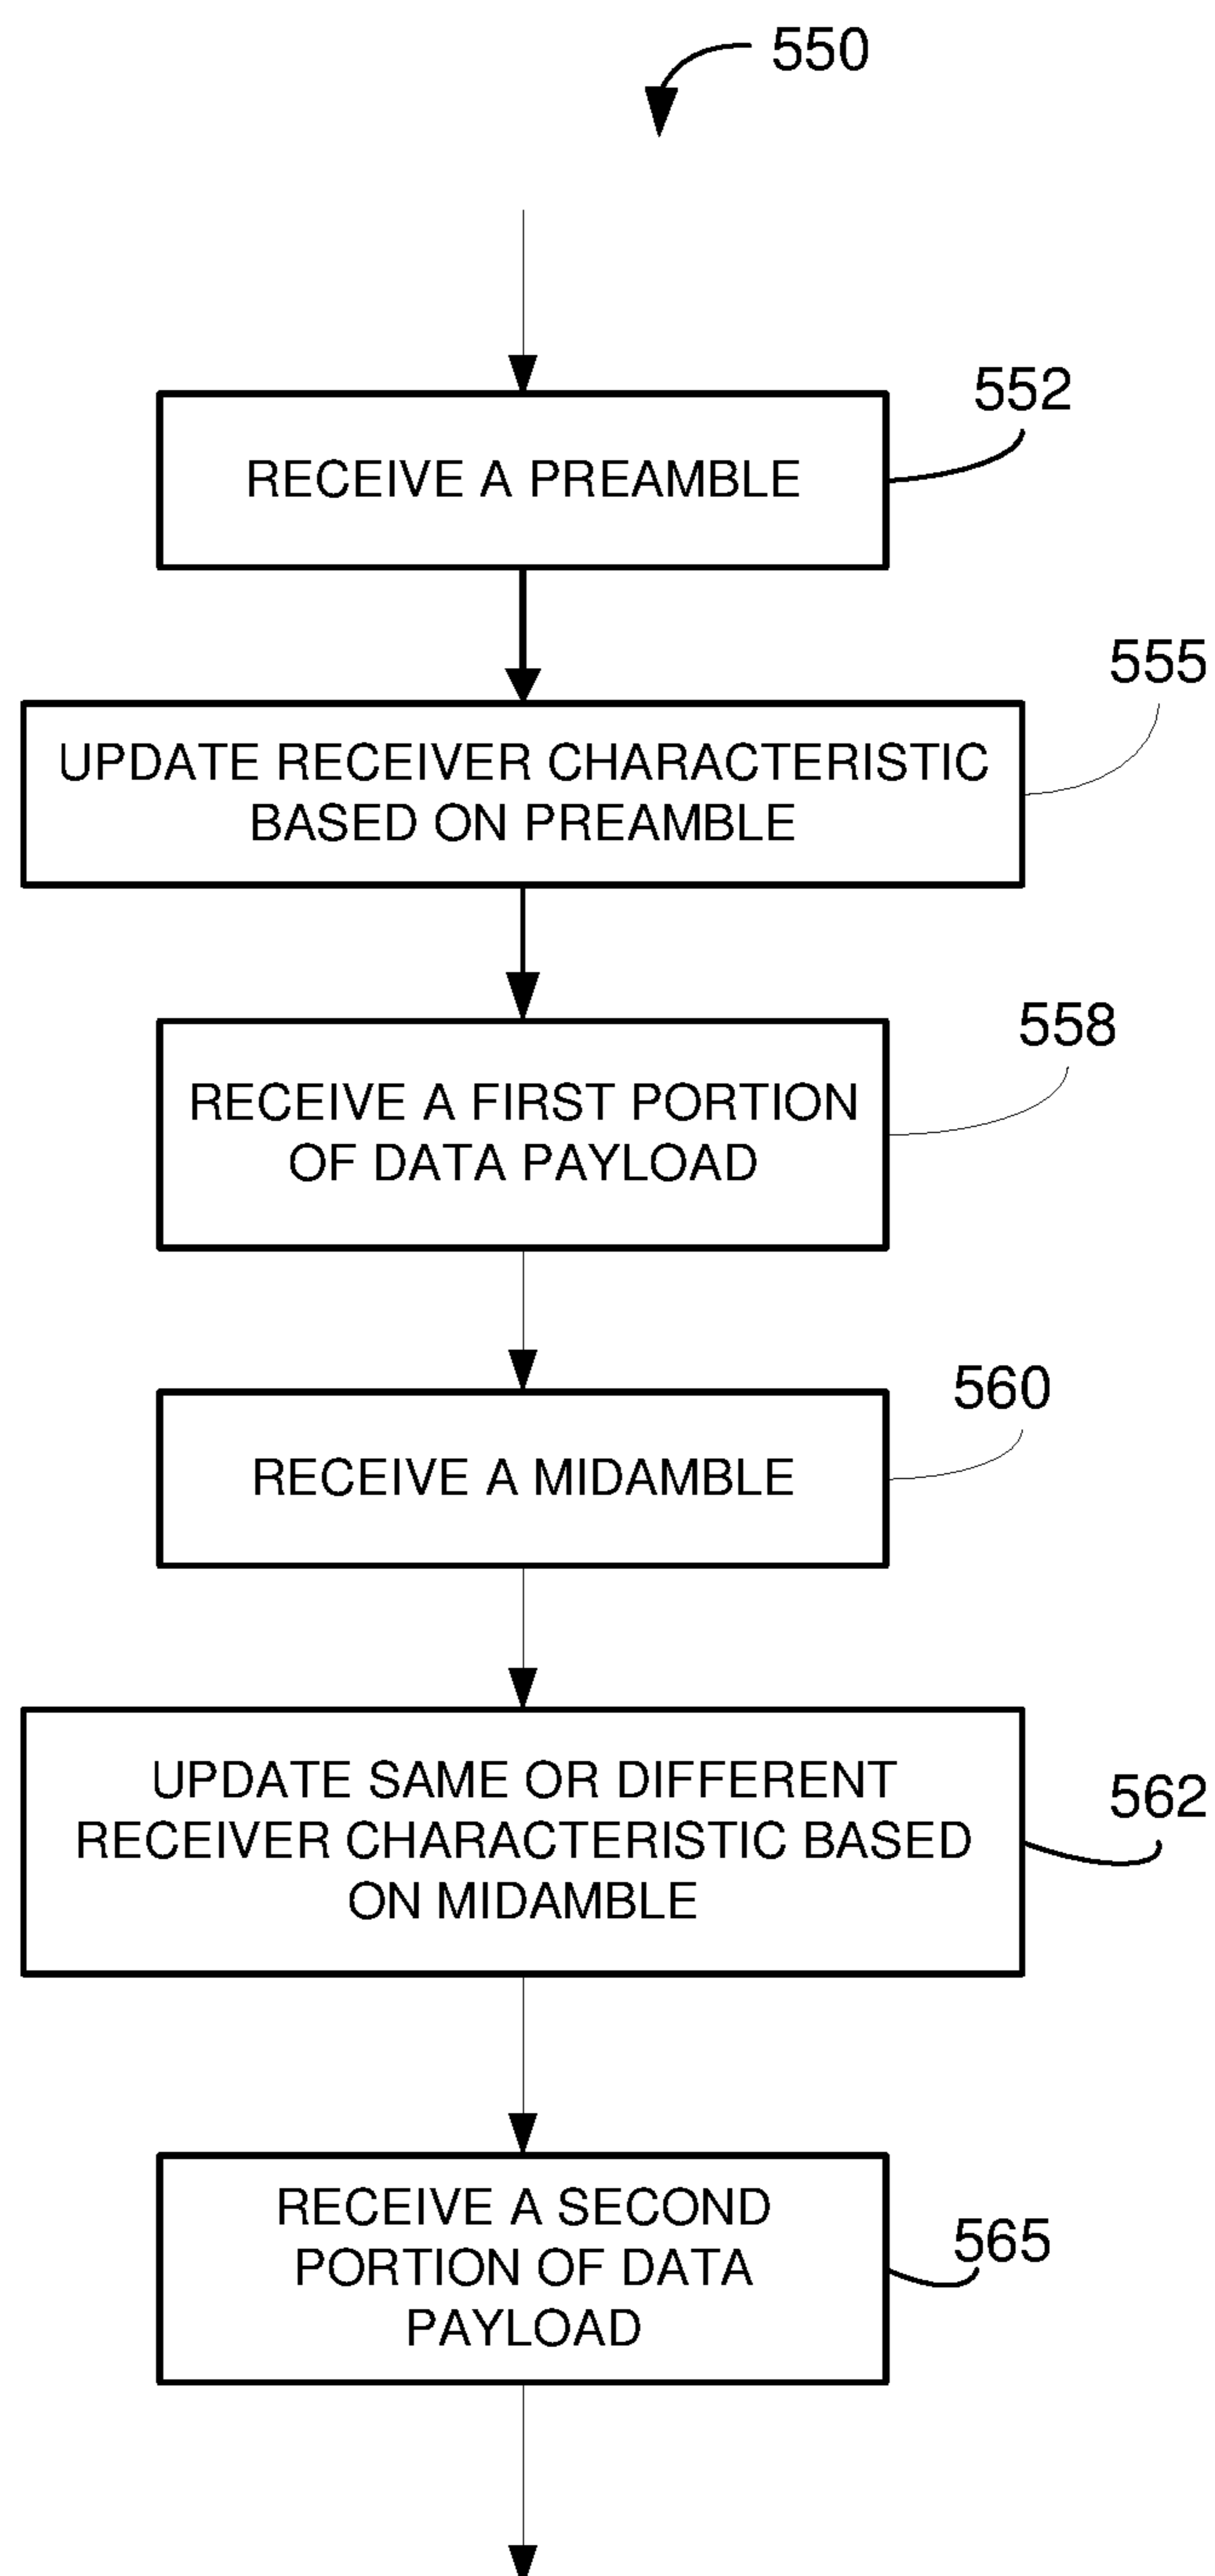 550
552
RECEIVE A PREAMBLE
555
UPDATE RECEIVER CHARACTERISTIC
BASED ON PREAMBLE
558
RECEIVE A FIRST PORTION
OF DATA PAYLOAD
560
RECEIVE A MIDAMBLE
562
UPDATE SAME OR DIFFERENT
RECEIVER CHARACTERISTIC BASED
ON MIDAMBLE
565
RECEIVE A SECOND
PORTION OF DATA
PAYLOAD